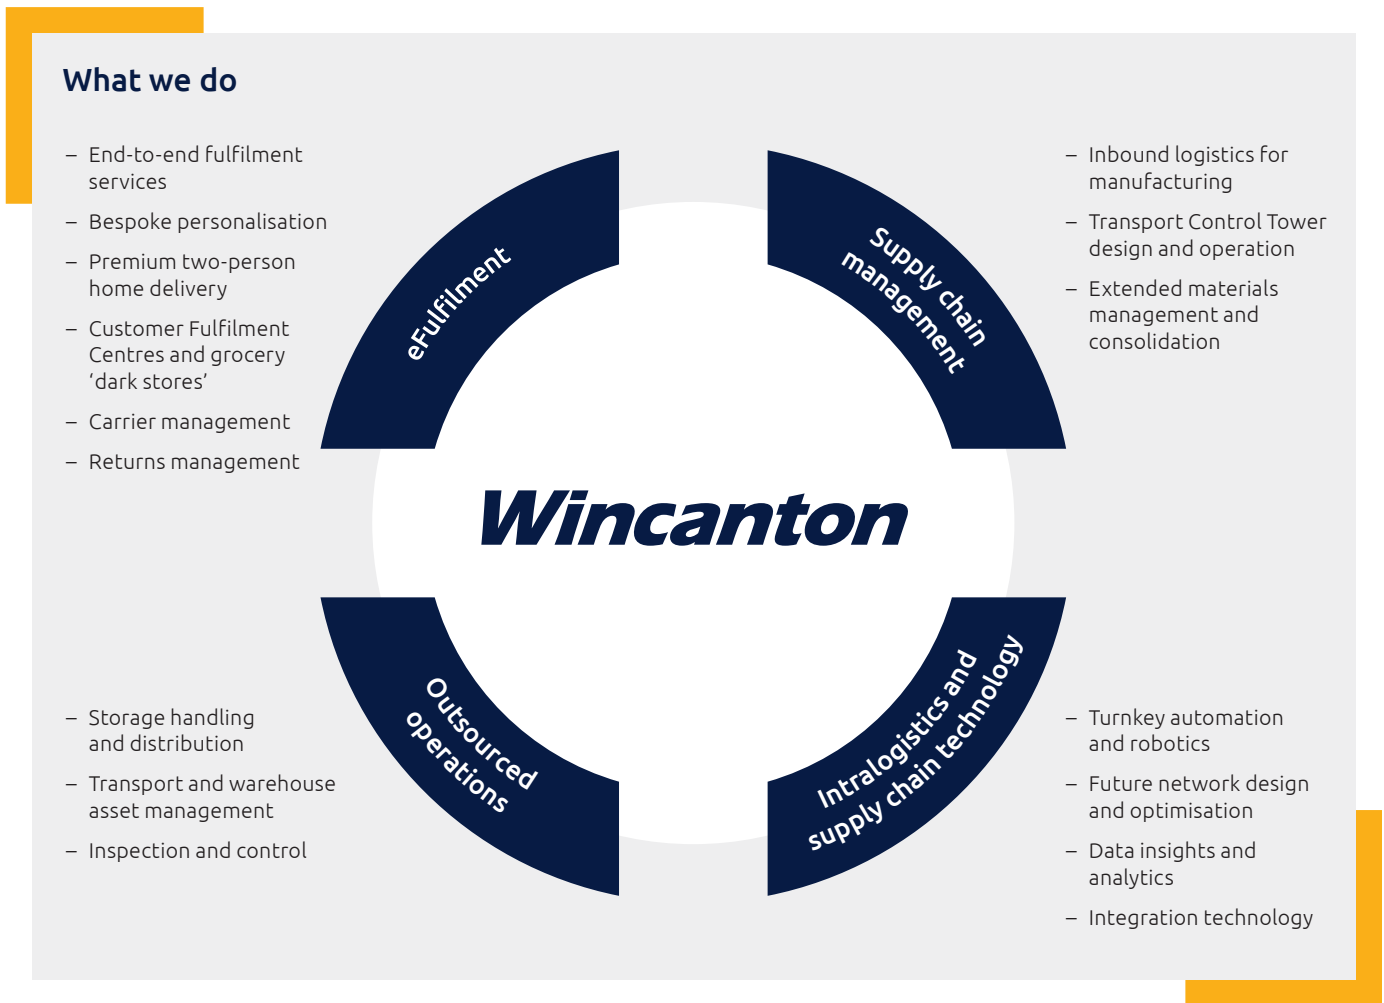 What we do
– End-to-end fulfilment
services
– Bespoke personalisation
– Premium two-person
home delivery
– Customer Fulfilment
Centres and grocery
‘dark stores’
– Carrier management
– Returns management
eFulfilment
Supply chain
management
– Inbound logistics for
manufacturing
– Transport Control Tower
design and operation
– Extended materials
management and
consolidation
Wincanton
– Storage handling
and distribution
– Transport and warehouse
asset management
– Inspection and control
Outsourced
operations
Intralogistics and
supply chain technology
– Turnkey automation
and robotics
– Future network design
and optimisation
– Data insights and
analytics
– Integration technology